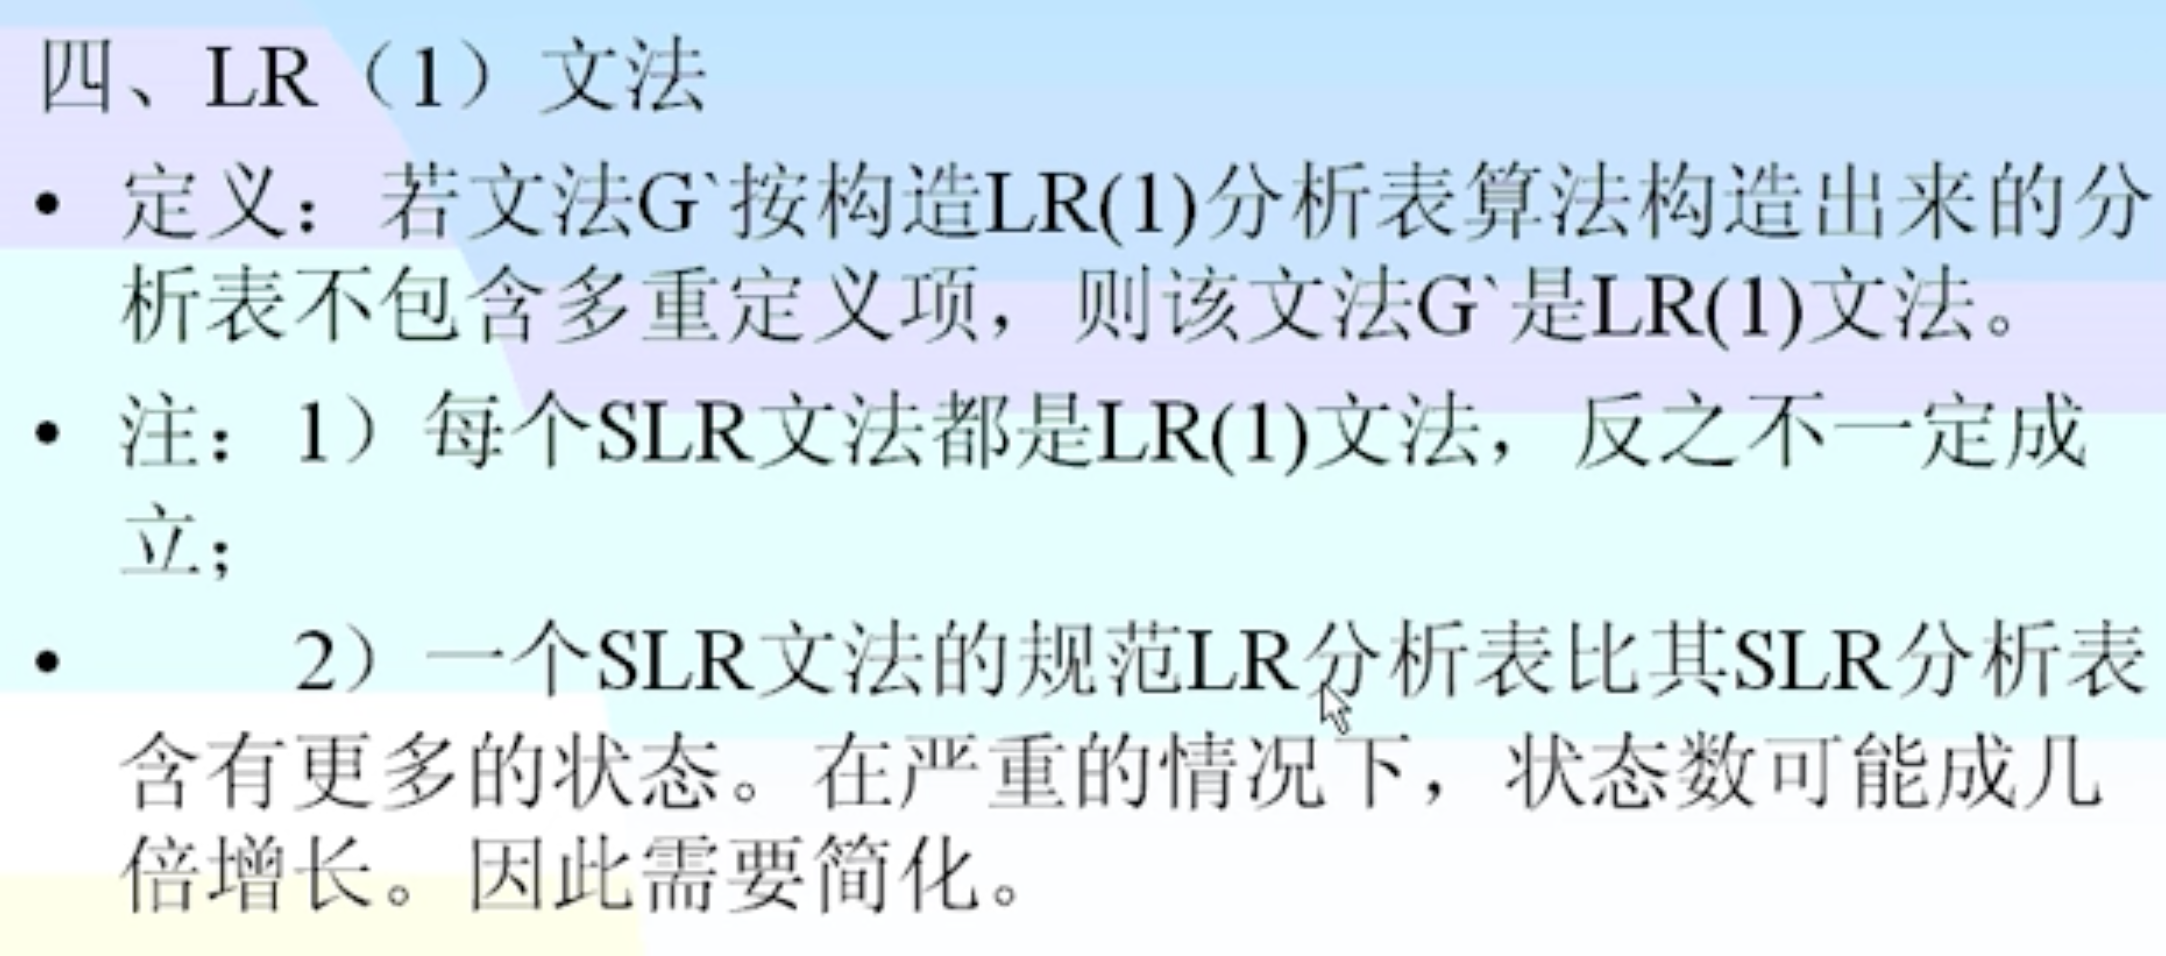 四、LR（1）文法
• 定义：若文法G`按构造LR(1)分析表算法构造出来的分
析表不包含多重定义项，则该文法G`是LR(1)文法。
• 注：1）每个SLR文法都是LR(1)文法，反之不一定成
立；
• 2）一个SLR文法的规范LR分析表比其SLR分析表
含有更多的状态。在严重的情况下，状态数可能成几
倍增长。因此需要简化。